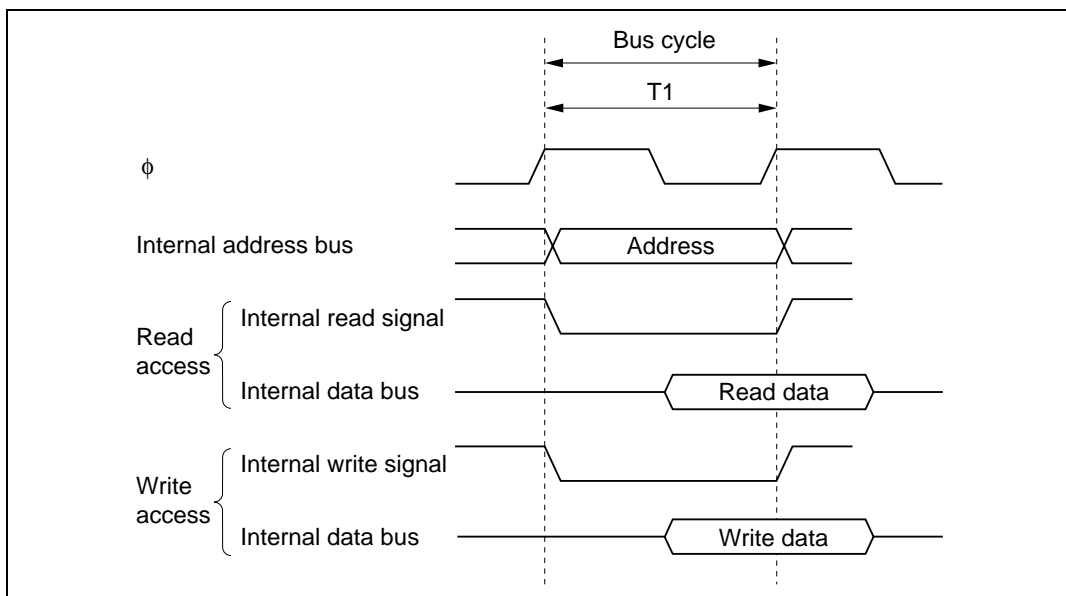 Bus cycle
T1
ϕ
Internal address bus
Address
Read
access
Internal read signal
Internal data bus
Read data
Write
access
Internal write signal
Internal data bus
Write data